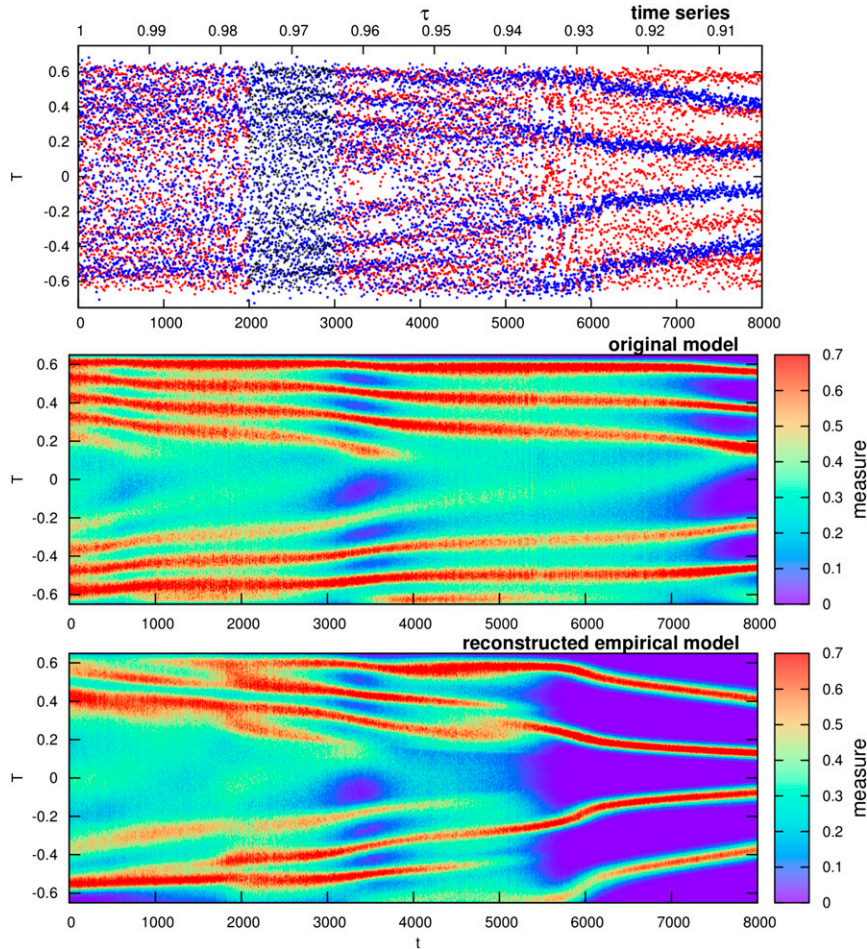 τ time series
1 0.99 0.98 0.97 0.96 0.95 0.94 0.93 0.92 0.91
0.6
0.4
0.2
T 0
-0.2
-0.4
-0.6
0 1000 2000 3000 4000 5000 6000 7000 8000
original model
0.6 0.7
0.4 0.6
0.2 0.5
T 0 0.4 measure
-0.2 0.3
-0.4 0.2
-0.6 0.1
0
0 1000 2000 3000 4000 5000 6000 7000 8000
reconstructed empirical model
0.6 0.7
0.4 0.6
0.2 0.5
T 0 0.4 measure
-0.2 0.3
-0.4 0.2
-0.6 0.1
0
0 1000 2000 3000 4000 5000 6000 7000 8000
t